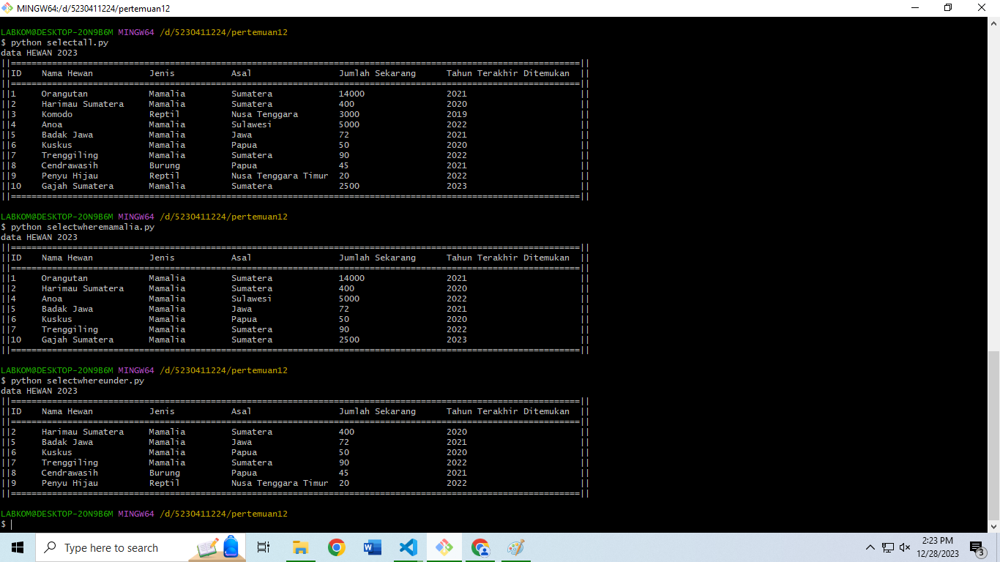 MINGW64:/d/5230411224/pertemuan12
LABKOM@DESKTOP-2ON9B6M MINGW64 /d/5230411224/pertemuan12
$ python selectall.py
data HEWAN 2023
||===============================================================================================================||
||ID    Nama Hewan           Jenis           Asal                 Jumlah Sekarang      Tahun Terakhir Ditemukan  ||
||===============================================================================================================||
||1     Orangutan            Mamalia         Sumatera             14000                2021                      ||
||2     Harimau Sumatera     Mamalia         Sumatera             400                  2020                      ||
||3     Komodo               Reptil          Nusa Tenggara        3000                 2019                      ||
||4     Anoa                 Mamalia         Sulawesi             5000                 2022                      ||
||5     Badak Jawa           Mamalia         Jawa                 72                   2021                      ||
||6     Kuskus               Mamalia         Papua                50                   2020                      ||
||7     Trenggiling          Mamalia         Sumatera             90                   2022                      ||
||8     Cendrawasih          Burung          Papua                45                   2021                      ||
||9     Penyu Hijau          Reptil          Nusa Tenggara Timur  20                   2022                      ||
||10    Gajah Sumatera       Mamalia         Sumatera             2500                 2023                      ||
||===============================================================================================================||
LABKOM@DESKTOP-2ON9B6M MINGW64 /d/5230411224/pertemuan12
$ python selectwheremamalia.py
data HEWAN 2023
||===============================================================================================================||
||ID    Nama Hewan           Jenis           Asal                 Jumlah Sekarang      Tahun Terakhir Ditemukan  ||
||===============================================================================================================||
||1     Orangutan            Mamalia         Sumatera             14000                2021                      ||
||2     Harimau Sumatera     Mamalia         Sumatera             400                  2020                      ||
||4     Anoa                 Mamalia         Sulawesi             5000                 2022                      ||
||5     Badak Jawa           Mamalia         Jawa                 72                   2021                      ||
||6     Kuskus               Mamalia         Papua                50                   2020                      ||
||7     Trenggiling          Mamalia         Sumatera             90                   2022                      ||
||10    Gajah Sumatera       Mamalia         Sumatera             2500                 2023                      ||
||===============================================================================================================||
LABKOM@DESKTOP-2ON9B6M MINGW64 /d/5230411224/pertemuan12
$ python selectwhereunder.py
data HEWAN 2023
||===============================================================================================================||
||ID    Nama Hewan           Jenis           Asal                 Jumlah Sekarang      Tahun Terakhir Ditemukan  ||
||===============================================================================================================||
||2     Harimau Sumatera     Mamalia         Sumatera             400                  2020                      ||
||5     Badak Jawa           Mamalia         Jawa                 72                   2021                      ||
||6     Kuskus               Mamalia         Papua                50                   2020                      ||
||7     Trenggiling          Mamalia         Sumatera             90                   2022                      ||
||8     Cendrawasih          Burung          Papua                45                   2021                      ||
||9     Penyu Hijau          Reptil          Nusa Tenggara Timur  20                   2022                      ||
||===============================================================================================================||
LABKOM@DESKTOP-2ON9B6M MINGW64 /d/5230411224/pertemuan12
$
Type here to search
2:23 PM
12/28/2023
3